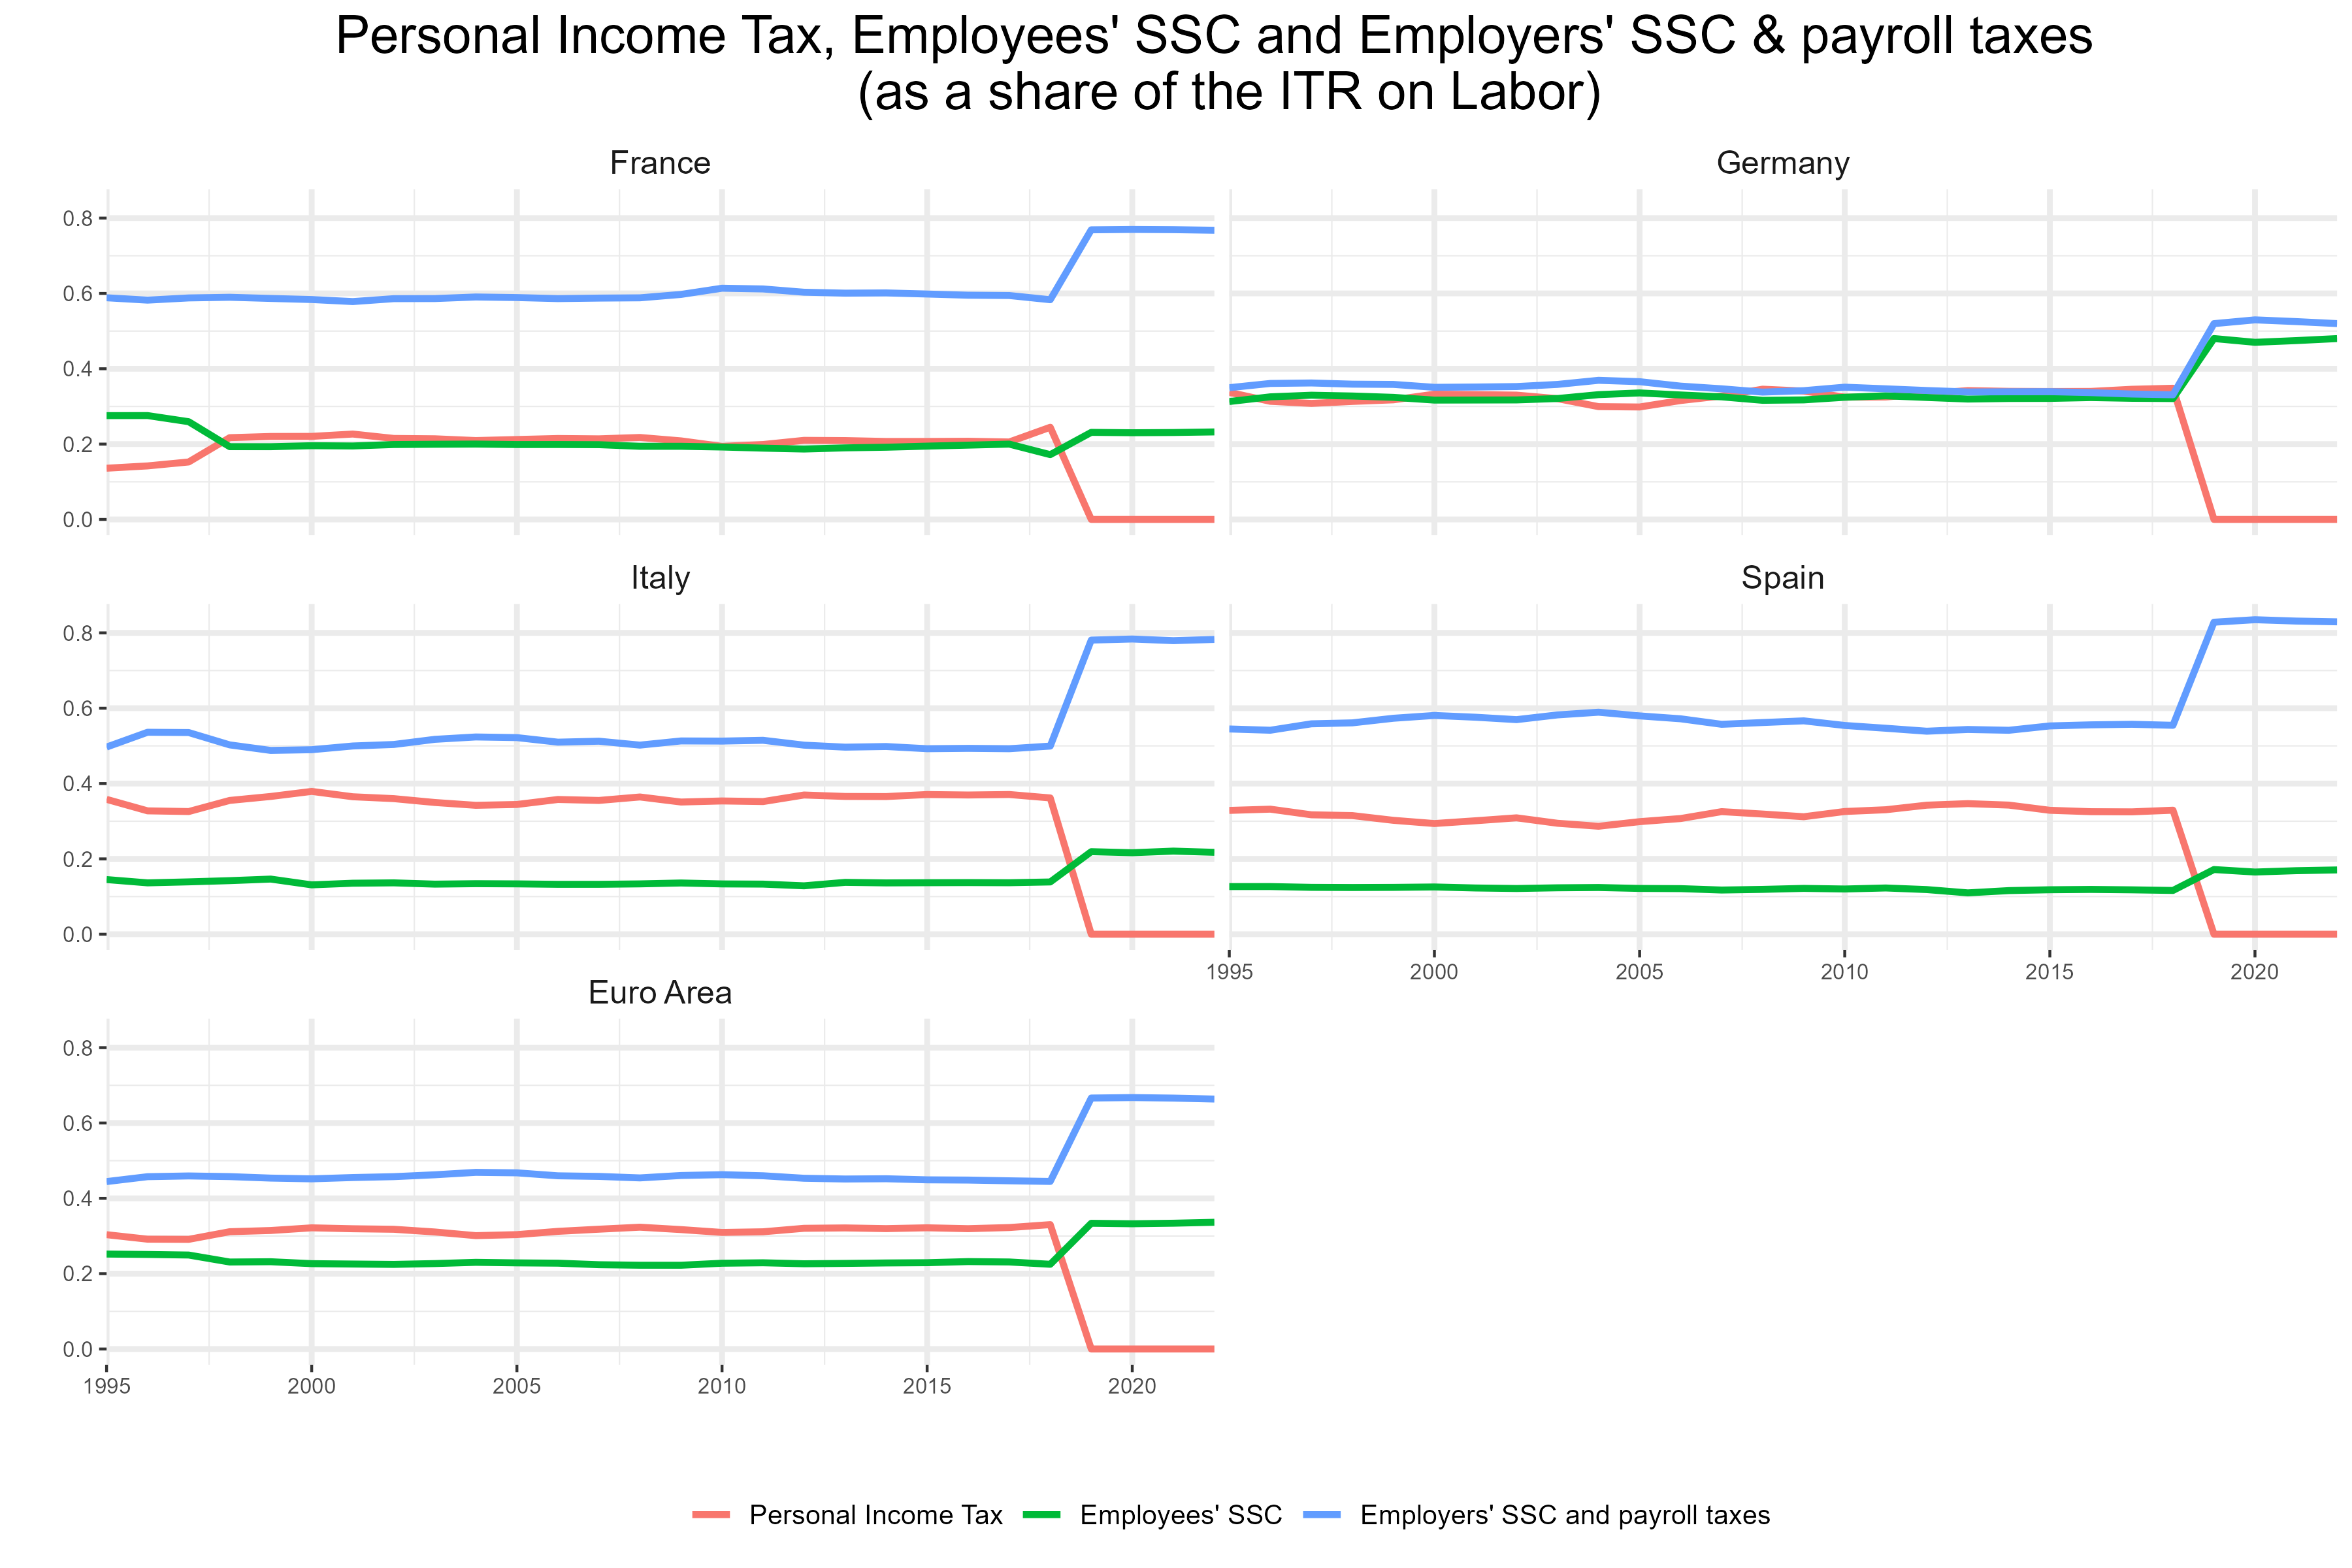 Personal Income Tax, Employees' SSC and Employers' SSC & payroll taxes
(as a share of the ITR on Labor)
France
Germany
0.8
0.6
0.4
0.2
0.0
Italy
Spain
0.8
0.6
0.4
0.2
0.0
1995
2000
2005
2010
2015
2020
Euro Area
0.8
0.6
0.4
0.2
0.0
1995
2000
2005
2010
2015
2020
Personal Income Tax
Employees' SSC
Employers' SSC and payroll taxes